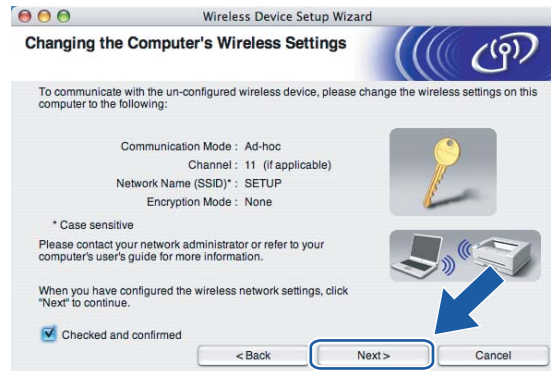 Wireless Device Setup Wizard
Changing the Computer's Wireless Settings
To communicate with the un-configured wireless device, please change the wireless settings on this
computer to the following:
Communication Mode : Ad-hoc
Channel : 11 (if applicable)
Network Name (SSID)* : SETUP
Encryption Mode : None
* Case sensitive
Please contact your network administrator or refer to your
computer's user's guide for more information.
When you have configured the wireless network settings, click
"Next" to continue.
Checked and confirmed
< Back Next > Cancel